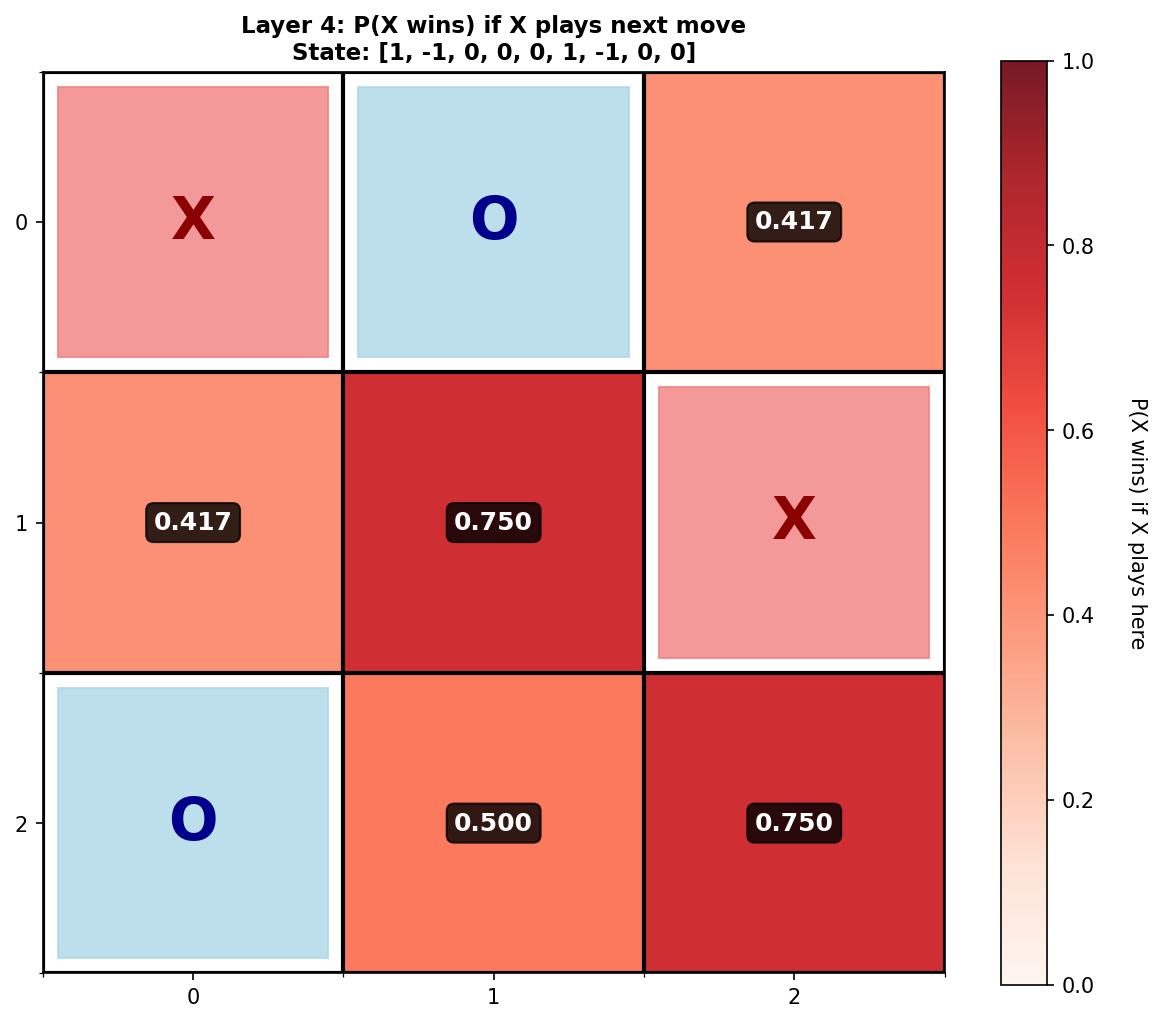 Layer 4: P(X wins) if X plays next move
State: [1, -1, 0, 0, 0, 1, -1, 0, 0]
0
X
O
0.417
1
0.417
0.750
X
2
O
0.500
0.750
0
1
2
1.0
0.8
0.6
0.4
0.2
0.0
P(X wins) if X plays here